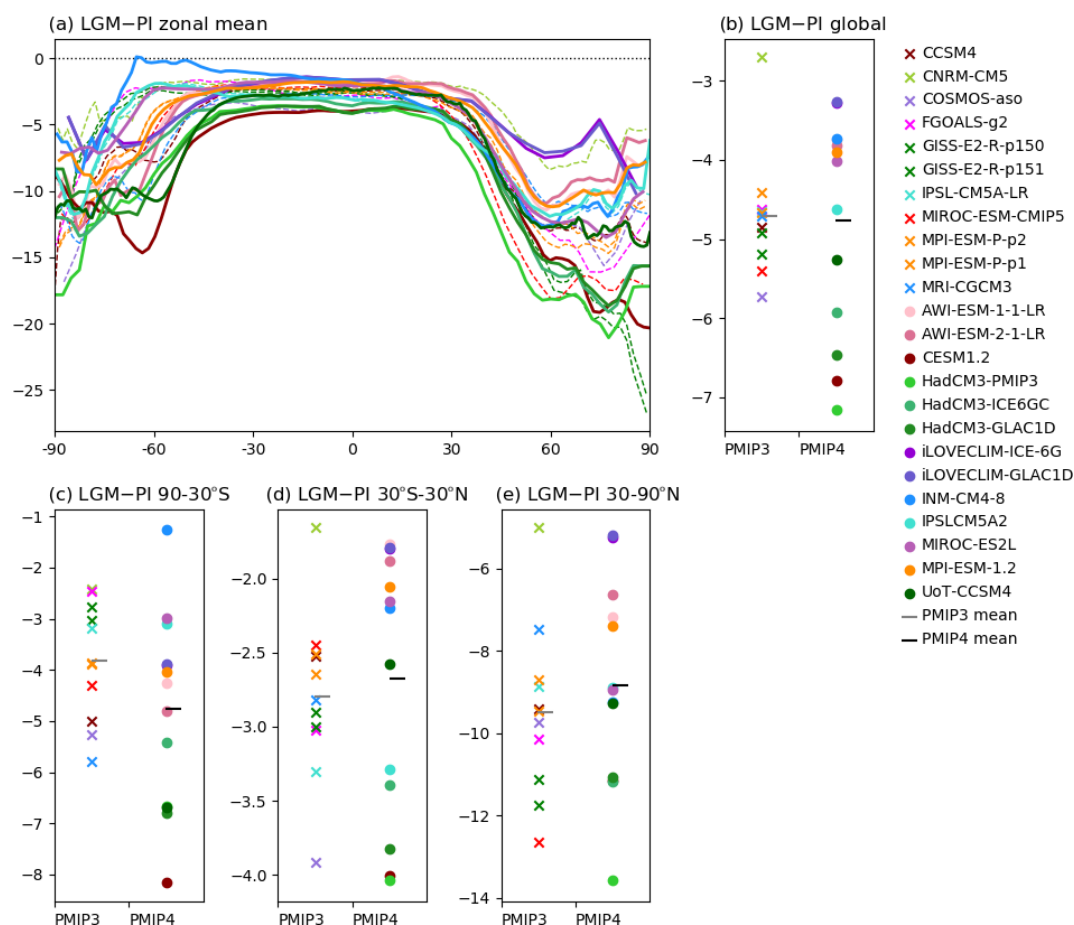 (a) LGM−PI zonal mean
0
−5
−10
−15
−20
−25
−90
−60
−30
0
30
60
90
(b) LGM−PI global
−3
−4
−5
−6
−7
PMIP3
PMIP4
CCSM4
CNRM-CM5
COSMOS-aso
FGOALS-g2
GISS-E2-R-p150
GISS-E2-R-p151
IPSL-CM5A-LR
MIROC-ESM-CMIP5
MPI-ESM-P-p2
MPI-ESM-P-p1
MRI-CGCM3
AWI-ESM-1-1-LR
AWI-ESM-2-1-LR
CESM1.2
HadCM3-PMIP3
HadCM3-ICE6GC
HadCM3-GLAC1D
iLOVECLIM-ICE-6G
iLOVECLIM-GLAC1D
INM-CM4-8
IPSLCM5A2
MIROC-ES2L
MPI-ESM-1.2
UoT-CCSM4
PMIP3 mean
PMIP4 mean
(c) LGM−PI 90-30°S
−1
−2
−3
−4
−5
−6
−7
−8
PMIP3
PMIP4
(d) LGM−PI 30°S-30°N
−2.0
−2.5
−3.0
−3.5
−4.0
PMIP3
PMIP4
(e) LGM−PI 30-90°N
−6
−8
−10
−12
−14
PMIP3
PMIP4